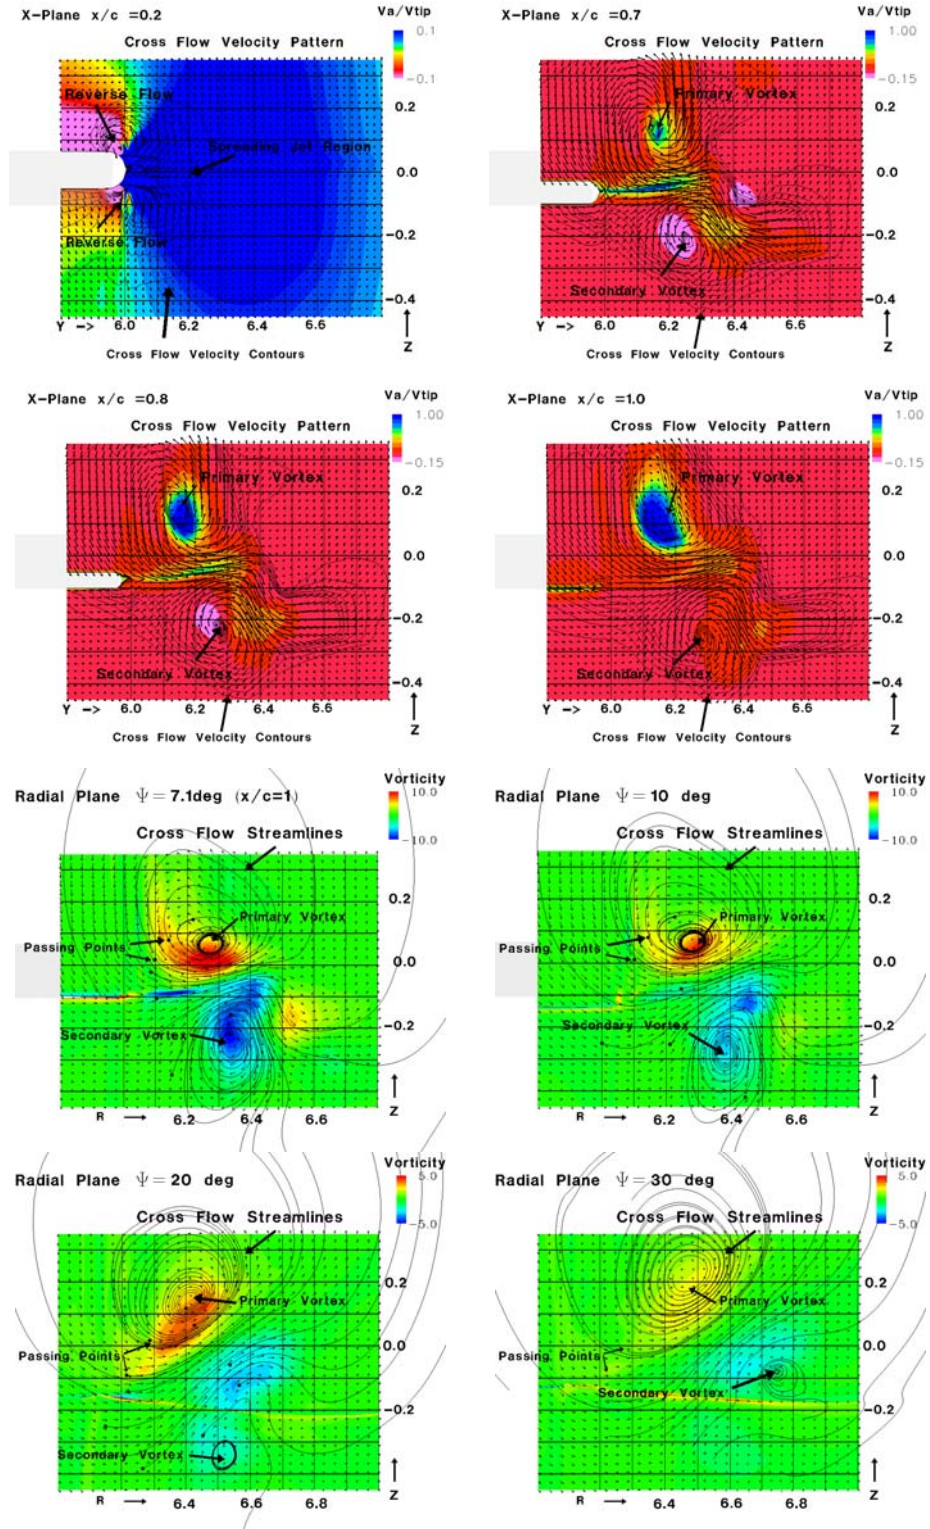 X-Plane x/c =0.2
Va/Vtip
Cross Flow Velocity Pattern
0.1
-0.1
Reverse Flow
0.2
Spreading Jet Region
0.0
Reverse Flow
-0.2
-0.4
Y -> 6.0 6.2 6.4 6.6
Z
Cross Flow Velocity Contours
X-Plane x/c =0.7
Va/Vtip
Cross Flow Velocity Pattern
1.00
-0.15
Primary Vortex
0.2
0.0
-0.2
Secondary Vortex
-0.4
Y -> 6.0 6.2 6.4 6.6
Z
Cross Flow Velocity Contours
X-Plane x/c =0.8
Va/Vtip
Cross Flow Velocity Pattern
1.00
-0.15
Primary Vortex
0.2
0.0
-0.2
Secondary Vortex
-0.4
Y -> 6.0 6.2 6.4 6.6
Z
Cross Flow Velocity Contours
X-Plane x/c =1.0
Va/Vtip
Cross Flow Velocity Pattern
1.00
-0.15
Primary Vortex
0.2
0.0
-0.2
Secondary Vortex
-0.4
Y -> 6.0 6.2 6.4 6.6
Z
Cross Flow Velocity Contours
Radial Plane Ψ=7.1deg (x/c=1)
Vorticity
10.0
-10.0
Cross Flow Streamlines
0.2
Primary Vortex
Passing Points
0.0
Secondary Vortex
-0.2
R 6.2 6.4 6.6
Z
Radial Plane Ψ=10 deg
Vorticity
10.0
-10.0
Cross Flow Streamlines
0.2
Primary Vortex
Passing Points
0.0
Secondary Vortex
-0.2
R 6.2 6.4 6.6
Z
Radial Plane Ψ=20 deg
Vorticity
5.0
-5.0
Cross Flow Streamlines
0.2
Primary Vortex
0.0
Passing Points
-0.2
Secondary Vortex
R 6.4 6.6 6.8
Z
Radial Plane Ψ=30 deg
Vorticity
5.0
-5.0
Cross Flow Streamlines
0.2
Primary Vortex
0.0
Passing Points
Secondary Vortex
-0.2
R 6.4 6.6 6.8
Z